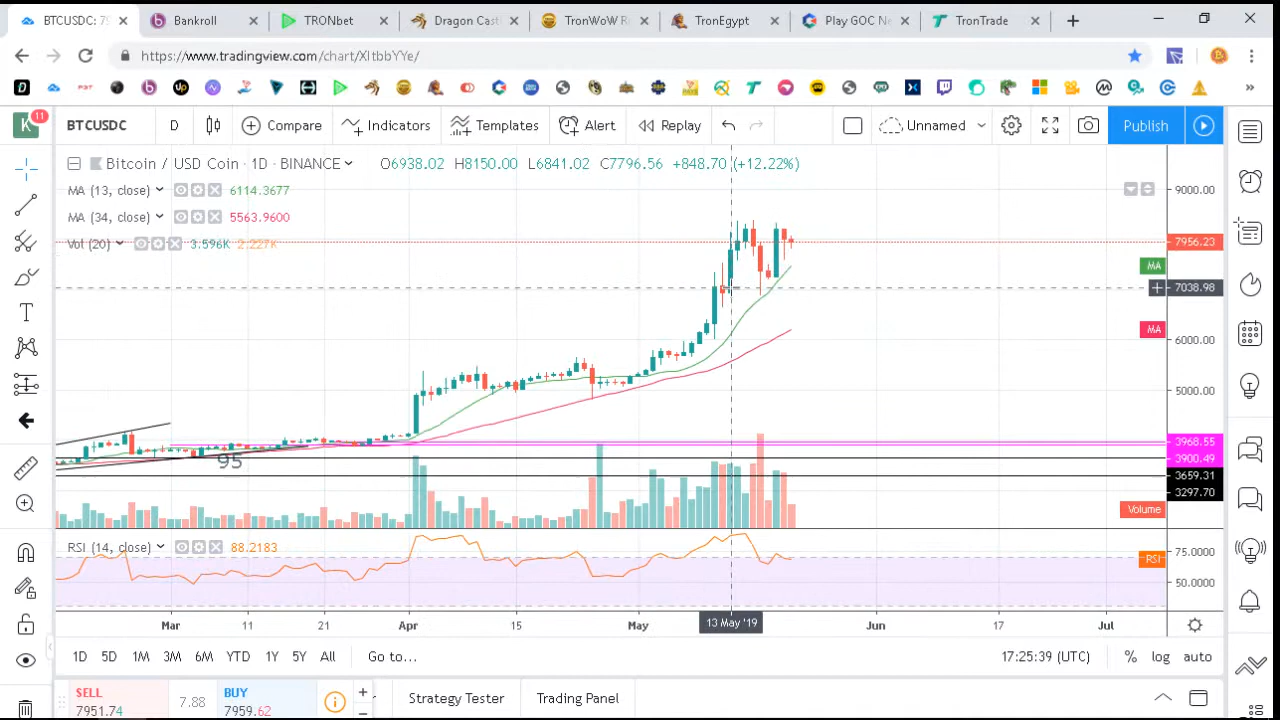 BTCUSDC: 79
Bankroll
TRONbet
Dragon Cast
TronWoW R
TronEgypt
Play GOC N
TronTrade
https://www.tradingview.com/chart/XItbbYYe/
K 11
BTCUSDC
D
Compare
Indicators
Templates
Alert
Replay
Unnamed
Publish
Bitcoin / USD Coin · 1D · BINANCE
O6938.02 H8150.00 L6841.02 C7796.56 +848.70 (+12.22%)
MA (13, close) 6114.3677
MA (34, close) 5563.9600
Vol (20) 3.596K 2.227K
9000.00
7956.23
MA
7038.98
MA
6000.00
5000.00
3968.55
3900.49
3659.31
3297.70
95
Volume
RSI (14, close) 88.2183
75.0000
RSI
50.0000
Mar 11 21 Apr 15 May 13 May '19 Jun 17 Jul
1D 5D 1M 3M 6M YTD 1Y 5Y All Go to...
17:25:39 (UTC) % log auto
SELL
7951.74
7.88
BUY
7959.62
Strategy Tester
Trading Panel